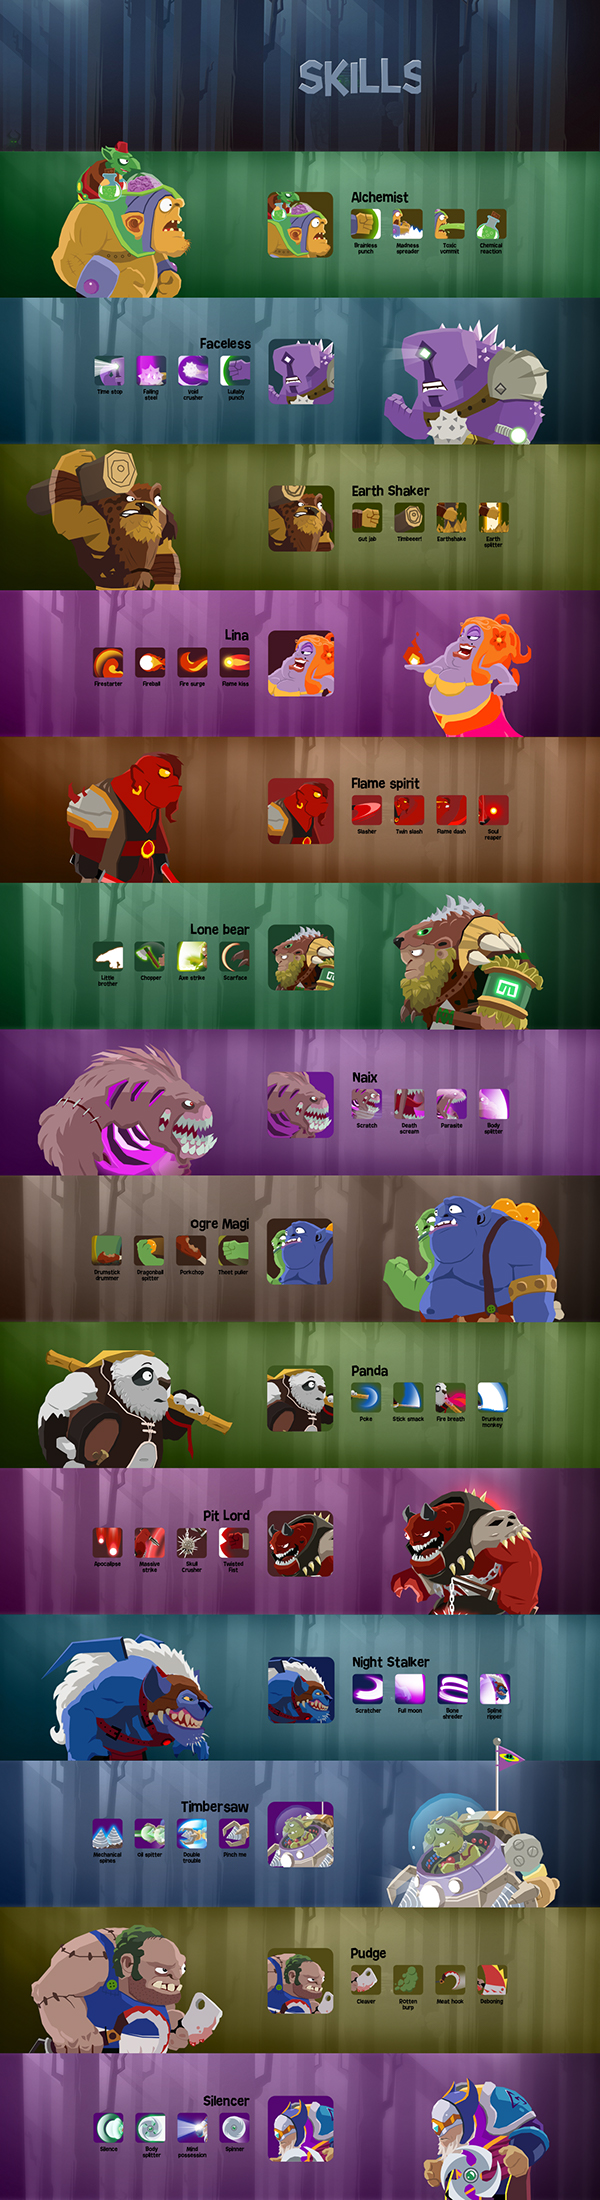 SKILLS
Alchemist
Brainless punch
Madness spreader
Toxic vommit
Chemical reaction
Faceless
Time stop
Falling steel
Void crusher
Lullaby punch
Earth Shaker
Gut jab
Timbeeer!
Earthshake
Earth splitter
Lina
Firestarter
Fireball
Fire surge
Flame kiss
Flame spirit
Slasher
Twin slash
Flame dash
Soul reaper
Lone bear
Little brother
Chopper
Axe strike
Scarface
Naix
Scratch
Death scream
Parasite
Body splitter
Ogre Magi
Drumstick drummer
Dragonball spitter
Porkchop
Theet puller
Panda
Poke
Stick smack
Fire breath
Drunken monkey
Pit Lord
Apocalipse
Massive strike
Skull Crusher
Twisted Fist
Night Stalker
Scratcher
Full moon
Bone shreder
Spine ripper
Timbersaw
Mechanical spines
Oil spitter
Double trouble
Pinch me
Pudge
Cleaver
Rotten burp
Meat hook
Deboning
Silencer
Silence
Body splitter
Mind possession
Spinner